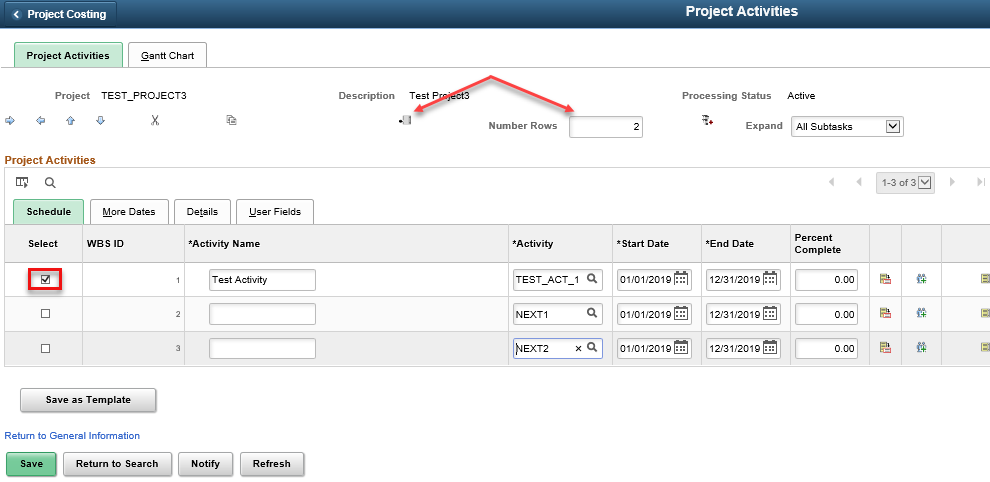 Project Costing
Project Activities
Project Activities
Gantt Chart
Project TEST_PROJECT3 Description Test Project3 Processing Status Active
Number Rows 2 Expand All Subtasks
Project Activities
1-3 of 3
Schedule More Dates Details User Fields
Select WBS ID *Activity Name *Activity *Start Date *End Date Percent Complete
1 Test Activity TEST_ACT_1 01/01/2019 12/31/2019 0.00
2 NEXT1 01/01/2019 12/31/2019 0.00
3 NEXT2 01/01/2019 12/31/2019 0.00
Save as Template
Return to General Information
Save Return to Search Notify Refresh